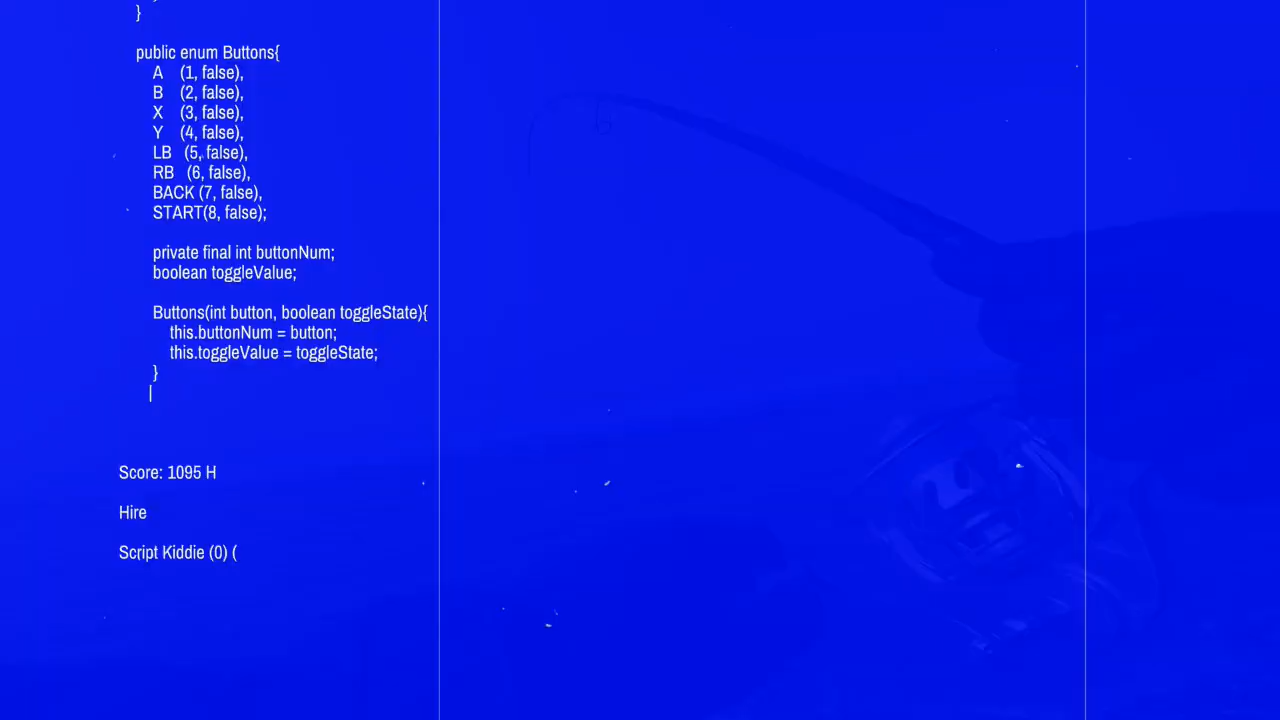 }
public enum Buttons{
A (1, false),
B (2, false),
X (3, false),
Y (4, false),
LB (5, false),
RB (6, false),
BACK (7, false),
START(8, false);
private final int buttonNum;
boolean toggleValue;
Buttons(int button, boolean toggleState){
this.buttonNum = button;
this.toggleValue = toggleState;
}
|
Score: 1095 H
Hire
Script Kiddie (0) (